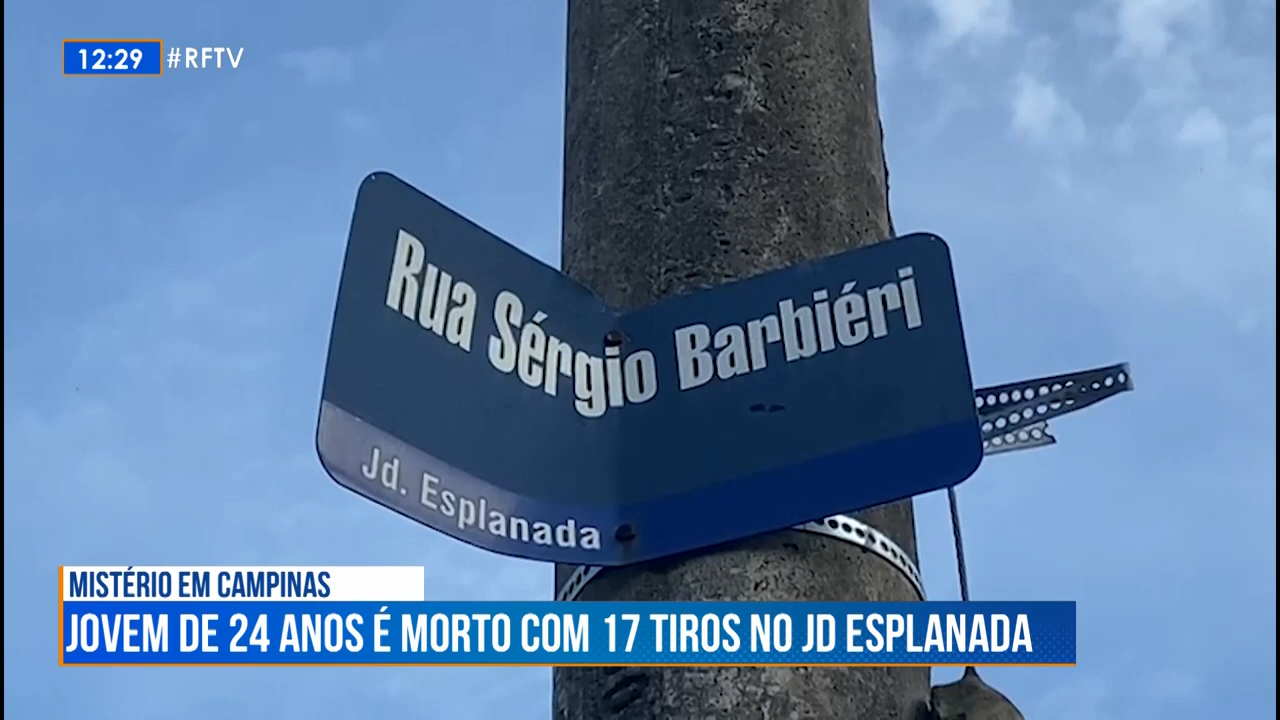 12:29 #RFTV
Rua Sérgio Barbiéri
Jd. Esplanada
MISTÉRIO EM CAMPINAS
JOVEM DE 24 ANOS É MORTO COM 17 TIROS NO JD ESPLANADA